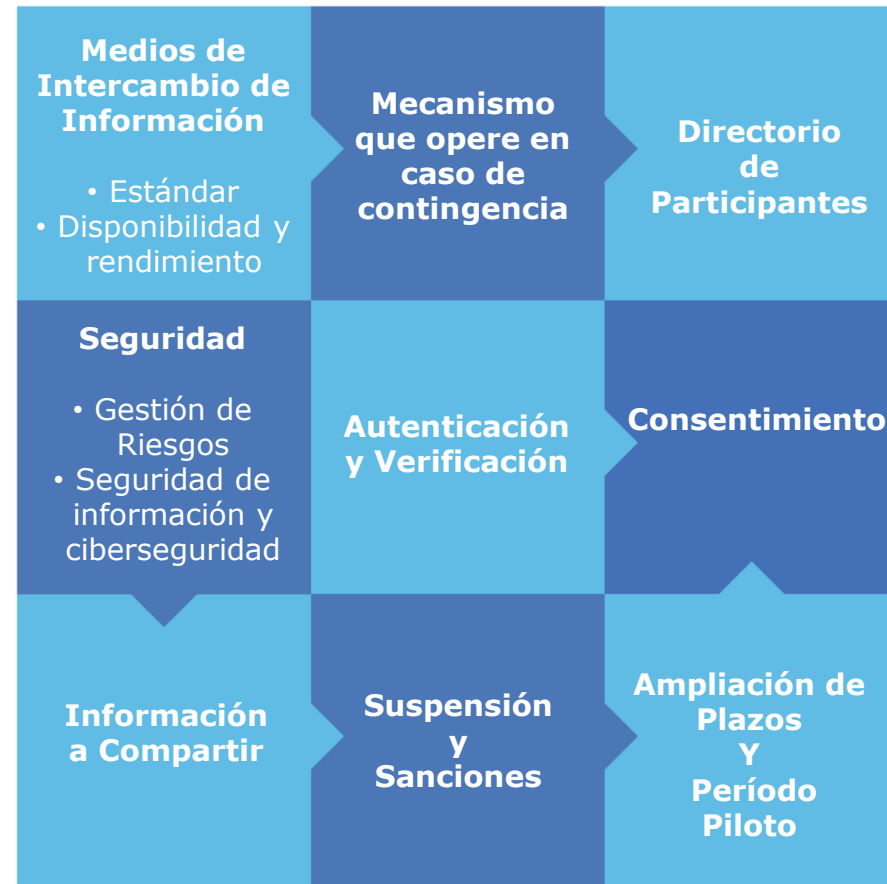 Medios de
Intercambio de
Información
• Estándar
• Disponibilidad y
rendimiento
Mecanismo
que opere en
caso de
contingencia
Directorio
de
Participantes
Seguridad
• Gestión de
Riesgos
• Seguridad de
información y
ciberseguridad
Autenticación
y Verificación
Consentimiento
Información
a Compartir
Suspensión
y
Sanciones
Ampliación de
Plazos
Y
Período
Piloto